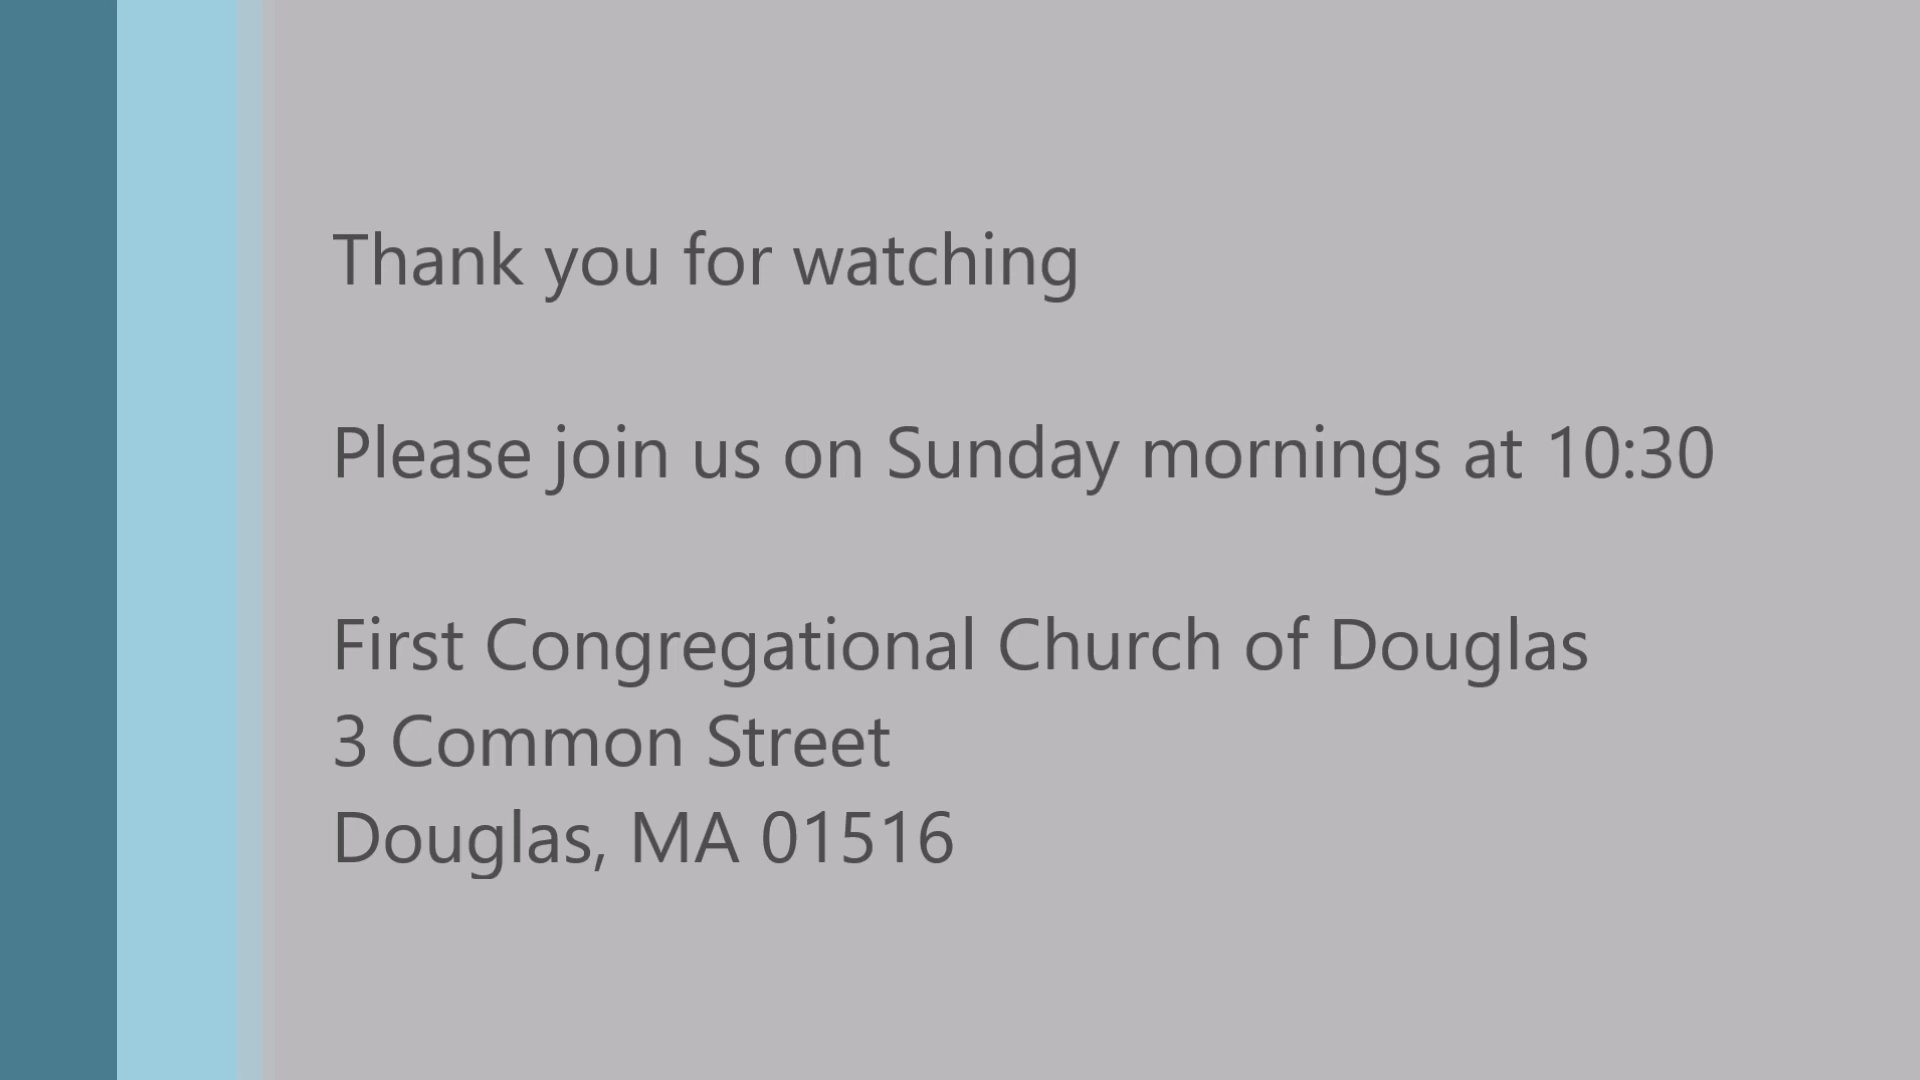 Thank you for watching
Please join us on Sunday mornings at 10:30
First Congregational Church of Douglas
3 Common Street
Douglas, MA 01516